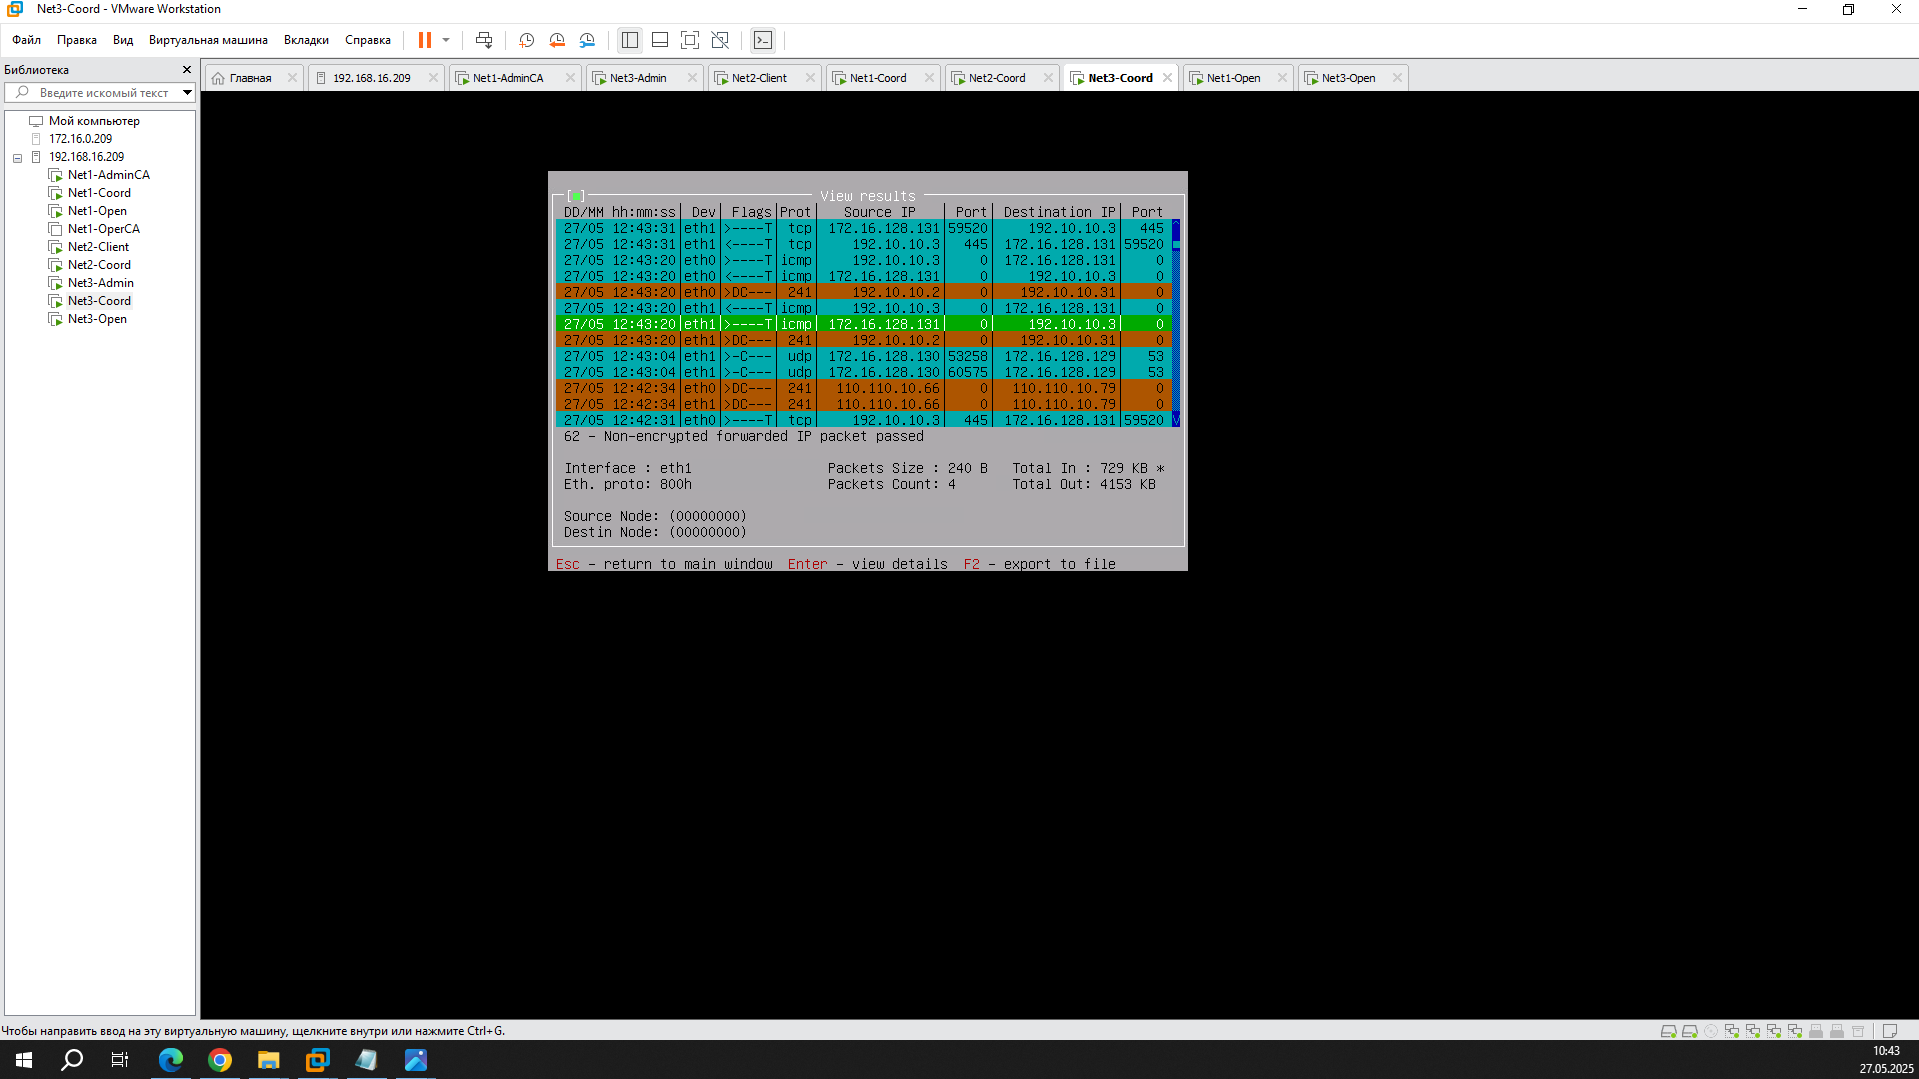 Net3-Coord - VMware Workstation
Файл Правка Вид Виртуальная машина Вкладки Справка
Библиотека
Введите искомый текст
Мой компьютер
172.16.0.209
192.168.16.209
Net1-AdminCA
Net1-Coord
Net1-Open
Net1-OperCA
Net2-Client
Net2-Coord
Net3-Admin
Net3-Coord
Net3-Open
Главная 192.168.16.209 Net1-AdminCA Net3-Admin Net2-Client Net1-Coord Net2-Coord Net3-Coord Net1-Open Net3-Open
View results
DD/MM hh:mm:ss Dev Flags Prot Source IP Port Destination IP Port
27/05 12:43:31 eth1 >----T tcp 172.16.128.131 59520 192.10.10.3 445
27/05 12:43:31 eth1 <----T tcp 192.10.10.3 445 172.16.128.131 59520
27/05 12:43:20 eth0 >----T icmp 192.10.10.3 0 172.16.128.131 0
27/05 12:43:20 eth0 <----T icmp 172.16.128.131 0 192.10.10.3 0
27/05 12:43:20 eth0 >DC--- 241 192.10.10.2 0 192.10.10.31 0
27/05 12:43:20 eth1 <----T icmp 192.10.10.3 0 172.16.128.131 0
27/05 12:43:20 eth1 >----T icmp 172.16.128.131 0 192.10.10.3 0
27/05 12:43:20 eth1 >DC--- 241 192.10.10.2 0 192.10.10.31 0
27/05 12:43:04 eth1 >-C--- udp 172.16.128.130 53258 172.16.128.129 53
27/05 12:43:04 eth1 >-C--- udp 172.16.128.130 60575 172.16.128.129 53
27/05 12:42:34 eth0 >DC--- 241 110.110.10.66 0 110.110.10.79 0
27/05 12:42:34 eth1 >DC--- 241 110.110.10.66 0 110.110.10.79 0
27/05 12:42:31 eth0 >----T tcp 192.10.10.3 445 172.16.128.131 59520
62 - Non-encrypted forwarded IP packet passed
Interface : eth1 Packets Size : 240 B Total In : 729 KB *
Eth. proto: 800h Packets Count: 4 Total Out: 4153 KB
Source Node: (00000000)
Destin Node: (00000000)
Esc - return to main window Enter - view details F2 - export to file
Чтобы направить ввод на эту виртуальную машину, щелкните внутри или нажмите Ctrl+G.
10:43
27.05.2025